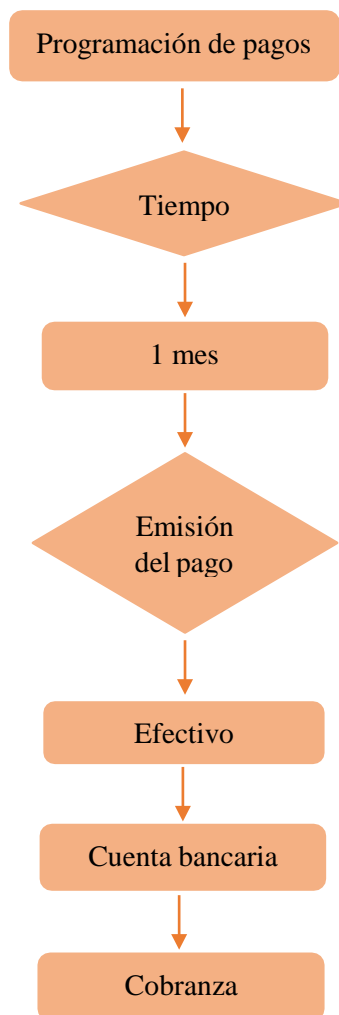 Programación de pagos
Tiempo
1 mes
Emisión
del pago
Efectivo
Cuenta bancaria
Cobranza